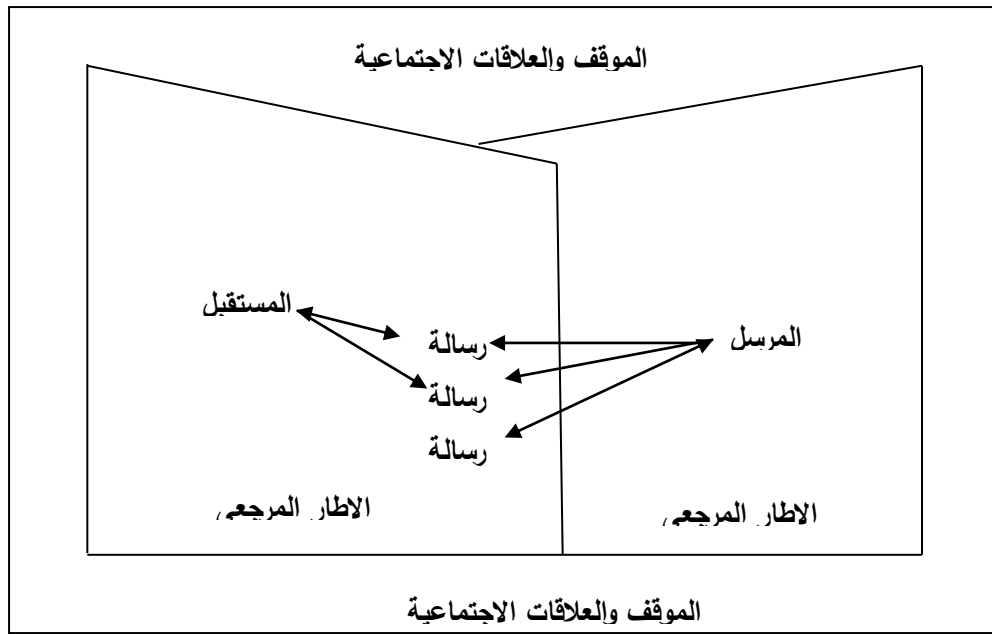 الموقف والعلاقات الاجتماعية
المستقبل
المرسل
رسالة
رسالة
رسالة
الاطار المرجعي
الاطار المرجعي
الموقف والعلاقات الاجتماعية